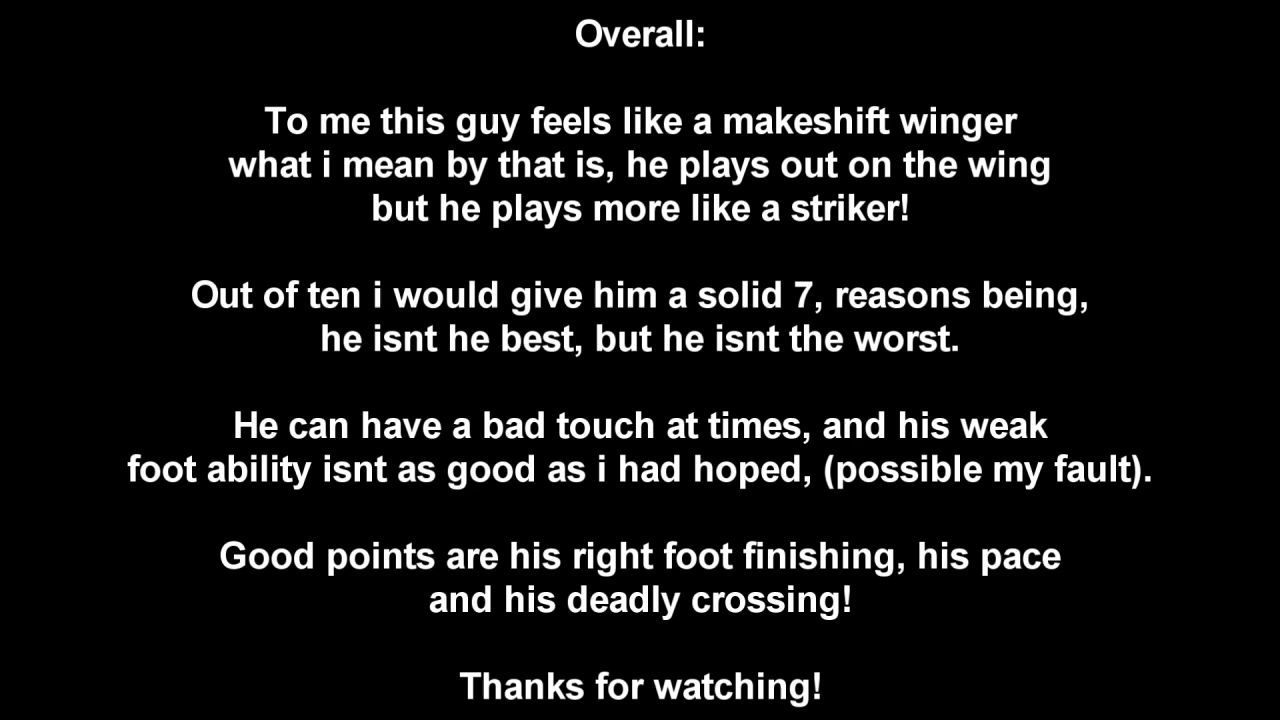 Overall:
To me this guy feels like a makeshift winger
what i mean by that is, he plays out on the wing
but he plays more like a striker!
Out of ten i would give him a solid 7, reasons being,
he isnt he best, but he isnt the worst.
He can have a bad touch at times, and his weak
foot ability isnt as good as i had hoped, (possible my fault).
Good points are his right foot finishing, his pace
and his deadly crossing!
Thanks for watching!